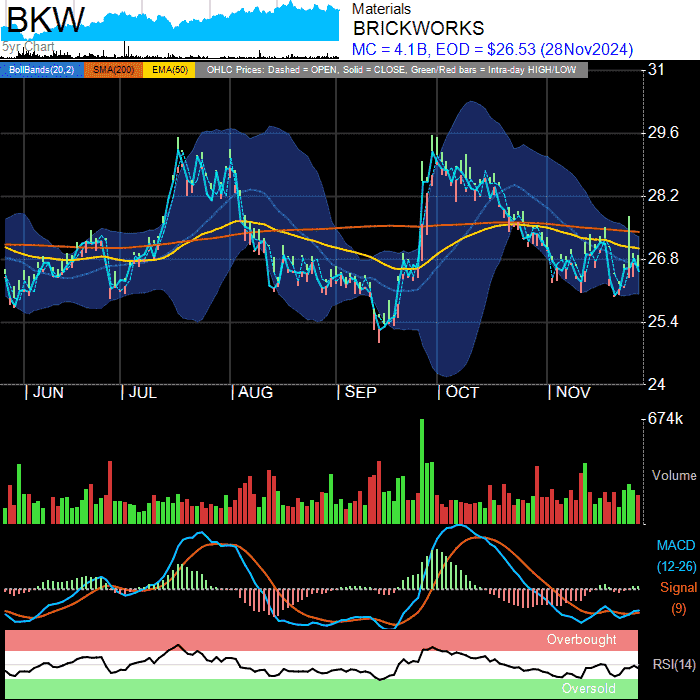 BKW
5yr Chart
Materials
BRICKWORKS
MC = 4.1B, EOD = $26.53 (28Nov2024)
BollBands(20,2) SMA(200) EMA(50) OHLC Prices: Dashed = OPEN, Solid = CLOSE, Green/Red bars = Intra-day HIGH/LOW
31
29.6
28.2
26.8
25.4
24
JUN JUL AUG SEP OCT NOV
674k
Volume
MACD
(12-26)
Signal
(9)
Overbought
RSI(14)
Oversold